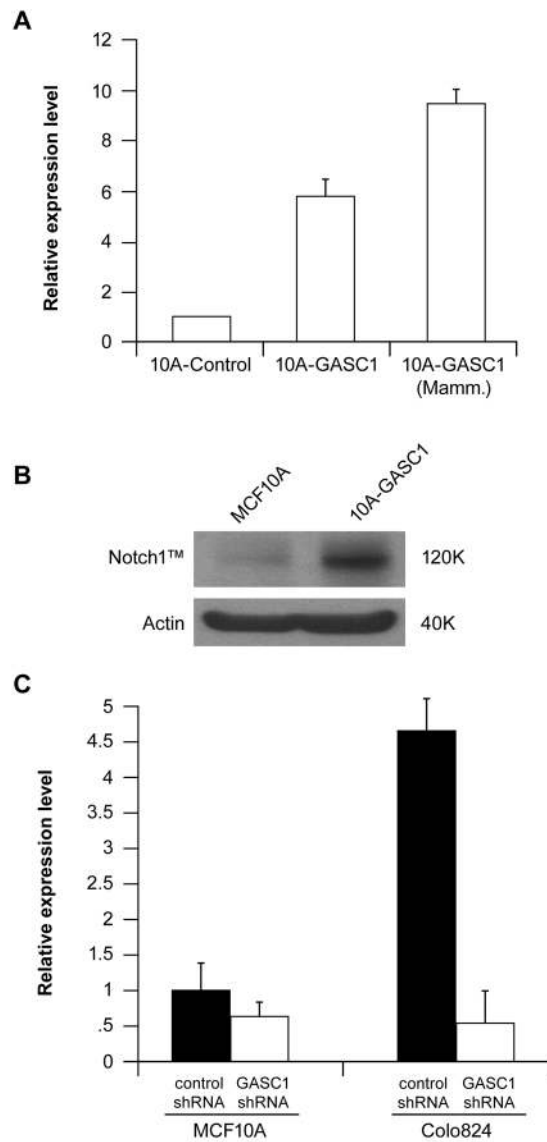 A
Relative expression level
12
10
8
6
4
2
0
10A-Control
10A-GASC1
10A-GASC1
(Mamm.)
B
MCF10A
10A-GASC1
Notch1™
120K
Actin
40K
C
Relative expression level
5
4.5
4
3.5
3
2.5
2
1.5
1
.5
0
control
shRNA
GASC1
shRNA
control
shRNA
GASC1
shRNA
MCF10A
Colo824